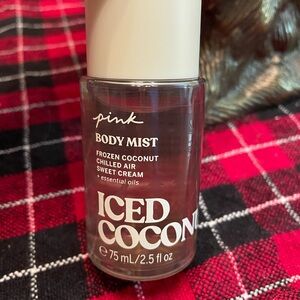 pink
BODY MIST
FROZEN COCONUT
CHILLED AIR
SWEET CREAM
+ essential oils
ICED
COCON
℮ 75 mL/2.5 fl oz